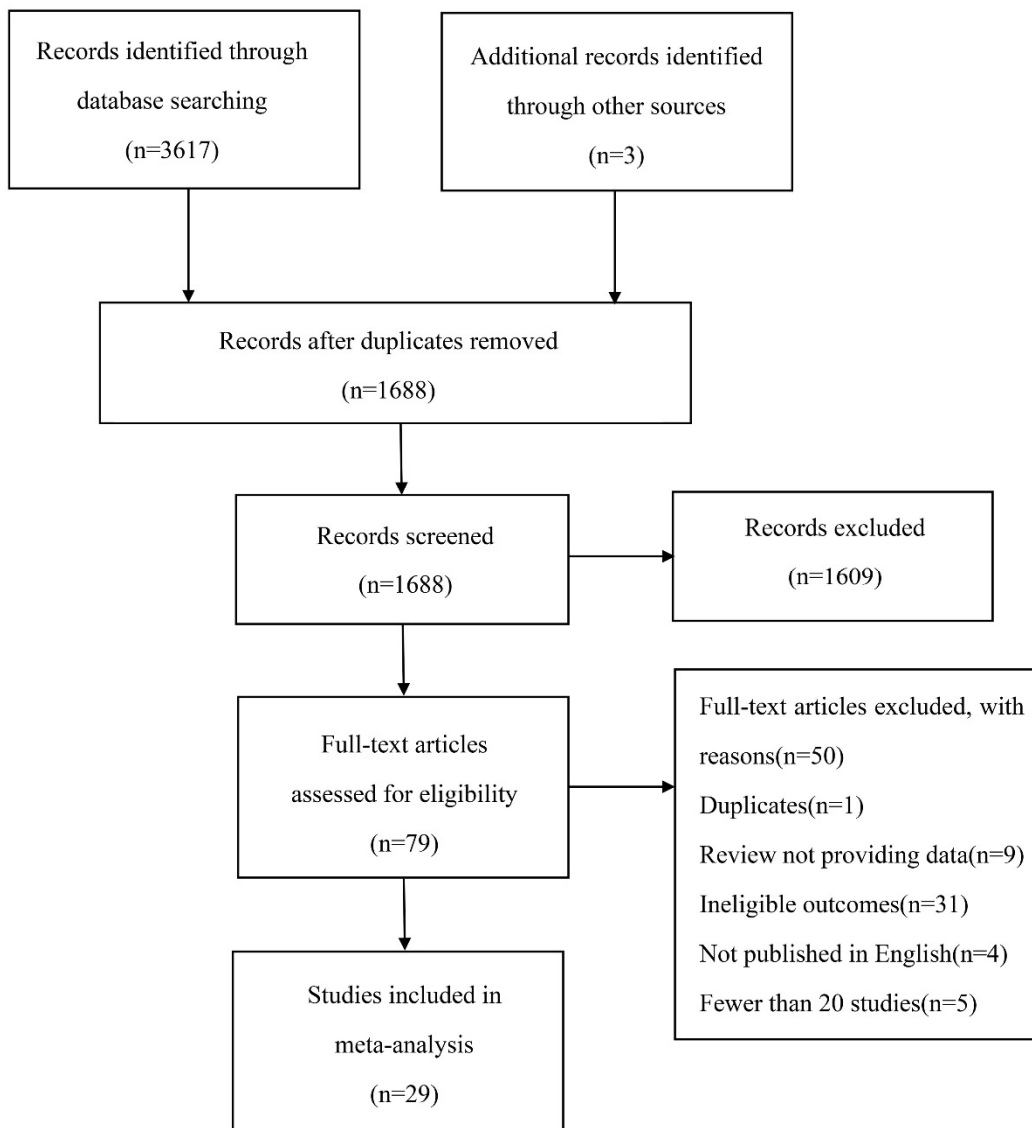 Records identified through
database searching
(n=3617)
Additional records identified
through other sources
(n=3)
Records after duplicates removed
(n=1688)
Records screened
(n=1688)
Records excluded
(n=1609)
Full-text articles
assessed for eligibility
(n=79)
Full-text articles excluded, with
reasons(n=50)
Duplicates(n=1)
Review not providing data(n=9)
Ineligible outcomes(n=31)
Not published in English(n=4)
Fewer than 20 studies(n=5)
Studies included in
meta-analysis
(n=29)